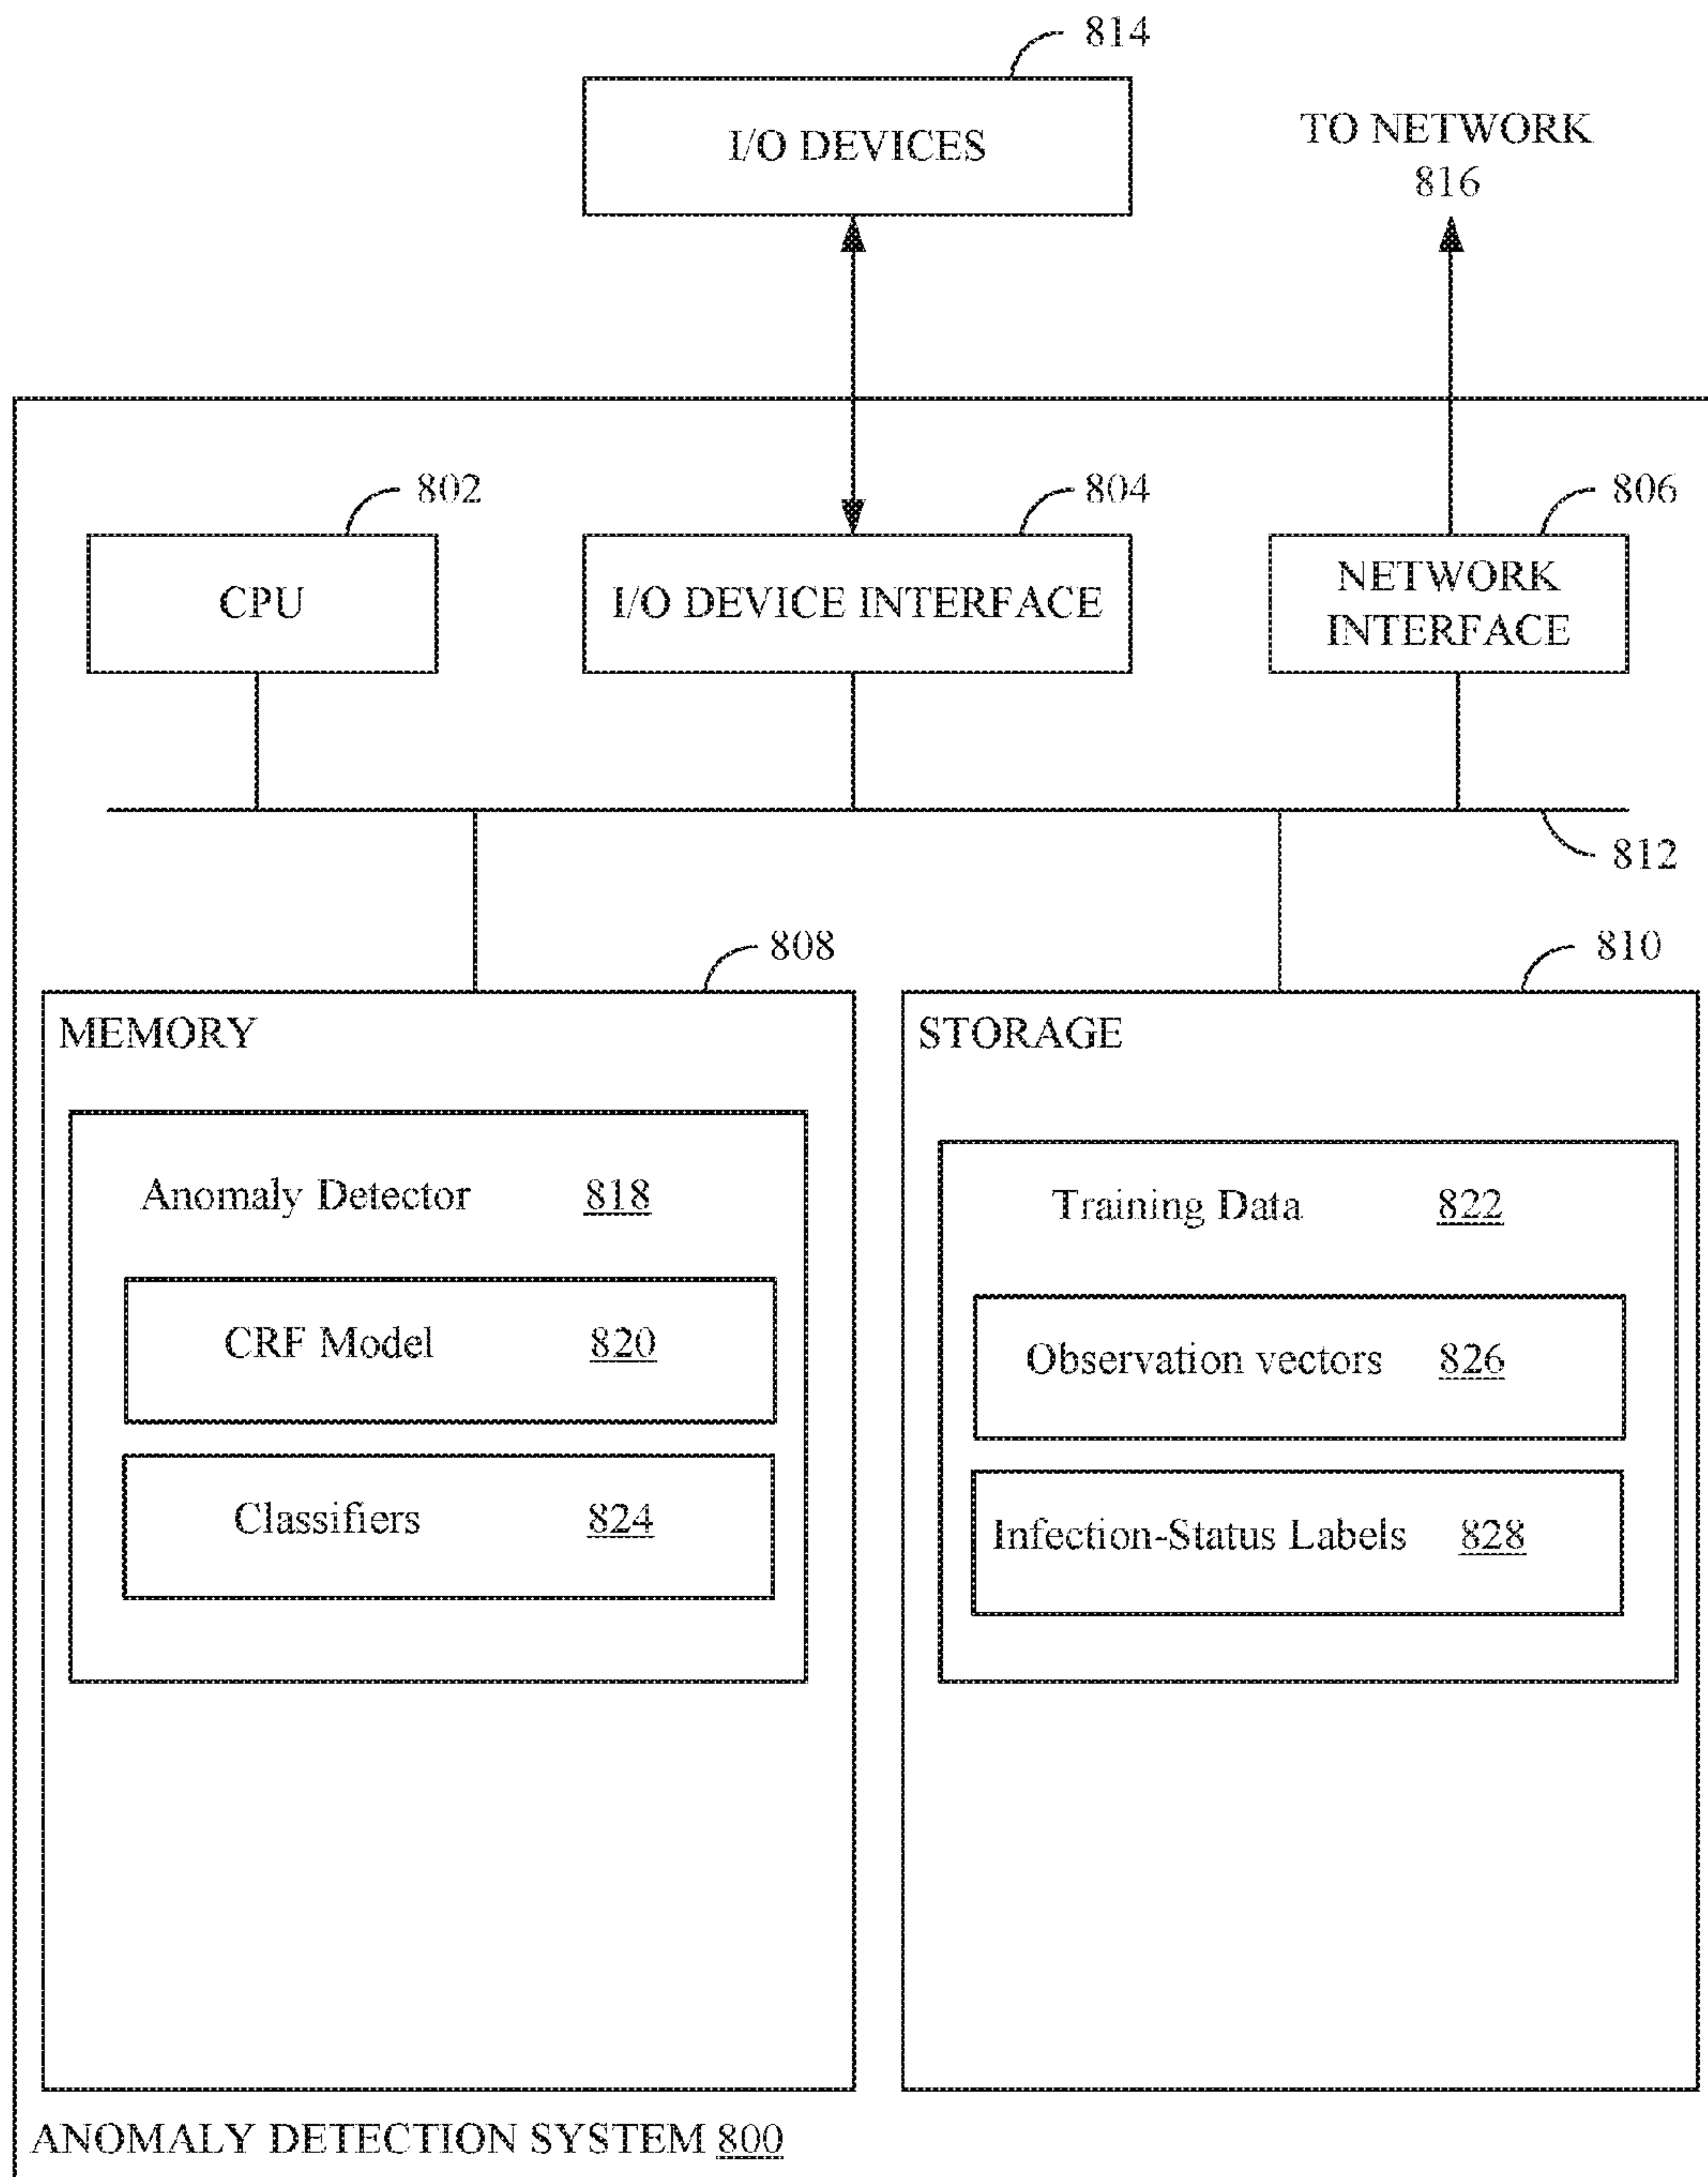 814
I/O DEVICES
TO NETWORK
816
802
804
806
CPU
I/O DEVICE INTERFACE
NETWORK
INTERFACE
812
808
810
MEMORY
STORAGE
Anomaly Detector 818
Training Data 822
CRF Model 820
Observation vectors 826
Classifiers 824
Infection-Status Labels 828
ANOMALY DETECTION SYSTEM 800